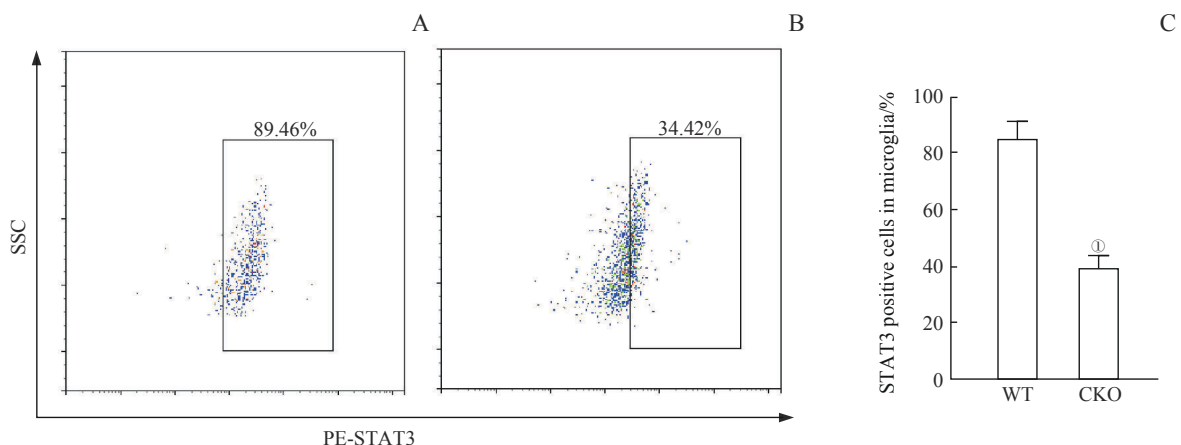 A
B
C
89.46%
34.42%
SSC
PE-STAT3
STAT3 positive cells in microglia/%
100
80
60
40
20
0
①
WT
CKO